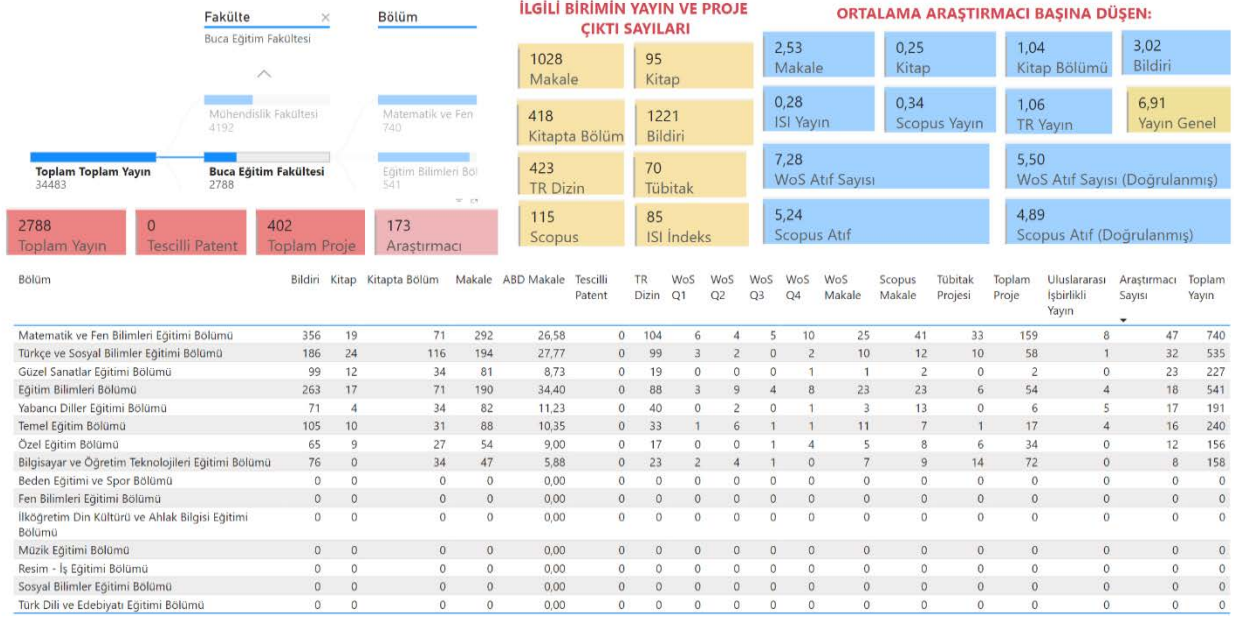 Fakülte ×
Buca Eğitim Fakültesi
Bölüm
Mühendislik Fakültesi
4192
Matematik ve Fen
740
Toplam Toplam Yayın
34483
Buca Eğitim Fakültesi
2788
Eğitim Bilimleri Böl
541
2788
Toplam Yayın
0
Tescilli Patent
402
Toplam Proje
173
Araştırmacı
İLGİLİ BİRİMİN YAYIN VE PROJE
ÇIKTI SAYILARI
1028
Makale
95
Kitap
418
Kitapta Bölüm
1221
Bildiri
423
TR Dizin
70
Tübitak
115
Scopus
85
ISI İndeks
ORTALAMA ARAŞTIRMACI BAŞINA DÜŞEN:
2,53
Makale
0,25
Kitap
1,04
Kitap Bölümü
3,02
Bildiri
0,28
ISI Yayın
0,34
Scopus Yayın
1,06
TR Yayın
6,91
Yayın Genel
7,28
WoS Atıf Sayısı
5,50
WoS Atıf Sayısı (Doğrulanmış)
5,24
Scopus Atıf
4,89
Scopus Atıf (Doğrulanmış)
Bölüm Bildiri Kitap Kitapta Bölüm Makale ABD Makale Tescilli TR WoS WoS WoS WoS WoS Scopus Tübitak Toplam Uluslararası Araştırmacı Toplam
Patent Dizin Q1 Q2 Q3 Q4 Makale Makale Projesi Proje İşbirlikli Sayısı Yayın
Yayın
Matematik ve Fen Bilimleri Eğitimi Bölümü 356 19 71 292 26,58 0 104 6 4 5 10 25 41 33 159 8 47 740
Türkçe ve Sosyal Bilimler Eğitimi Bölümü 186 24 116 194 27,77 0 99 3 2 0 2 10 12 10 58 1 32 535
Güzel Sanatlar Eğitimi Bölümü 99 12 34 81 8,73 0 19 0 0 0 1 1 2 0 2 0 23 227
Eğitim Bilimleri Bölümü 263 17 71 190 34,40 0 88 3 9 4 8 23 23 6 54 4 18 541
Yabancı Diller Eğitimi Bölümü 71 4 34 82 11,23 0 40 0 2 0 1 3 13 0 6 5 17 191
Temel Eğitim Bölümü 105 10 31 88 10,35 0 33 1 6 1 1 11 7 1 17 4 16 240
Özel Eğitim Bölümü 65 9 27 54 9,00 0 17 0 0 1 4 5 8 6 34 0 12 156
Bilgisayar ve Öğretim Teknolojileri Eğitimi Bölümü 76 0 34 47 5,88 0 23 2 4 1 0 7 9 14 72 0 8 158
Beden Eğitimi ve Spor Bölümü 0 0 0 0 0,00 0 0 0 0 0 0 0 0 0 0 0 0 0
Fen Bilimleri Eğitimi Bölümü 0 0 0 0 0,00 0 0 0 0 0 0 0 0 0 0 0 0 0
İlköğretim Din Kültürü ve Ahlak Bilgisi Eğitimi 0 0 0 0 0,00 0 0 0 0 0 0 0 0 0 0 0 0 0
Bölümü
Müzik Eğitimi Bölümü 0 0 0 0 0,00 0 0 0 0 0 0 0 0 0 0 0 0 0
Resim - İş Eğitimi Bölümü 0 0 0 0 0,00 0 0 0 0 0 0 0 0 0 0 0 0 0
Sosyal Bilimler Eğitimi Bölümü 0 0 0 0 0,00 0 0 0 0 0 0 0 0 0 0 0 0 0
Türk Dili ve Edebiyatı Eğitimi Bölümü 0 0 0 0 0,00 0 0 0 0 0 0 0 0 0 0 0 0 0